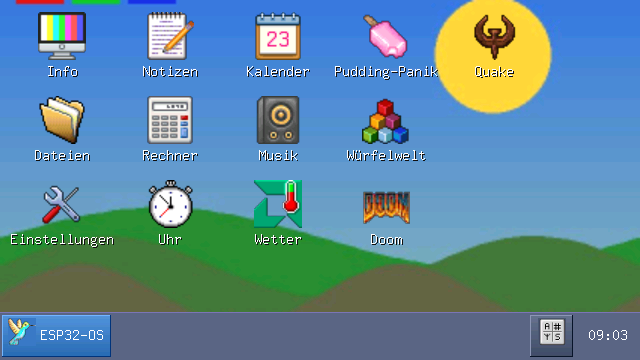 23
Info
Notizen
Kalender
Pudding-Panik
Quake
Dateien
Rechner
Musik
Würfelwelt
DOOM
Einstellungen
Uhr
Wetter
Doom
ESP32-OS
A#
TS
09:03